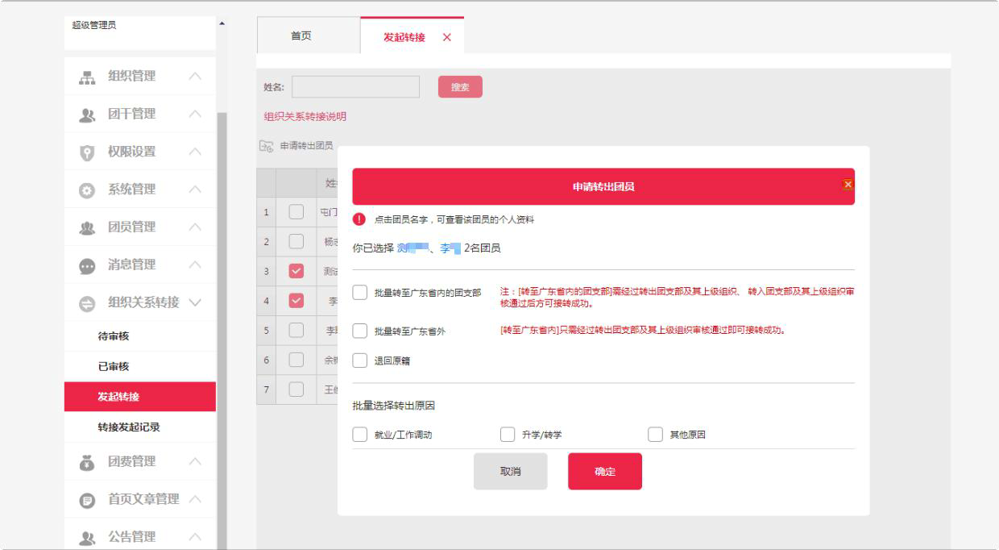 超级管理员
组织管理
团干管理
权限设置
系统管理
团员管理
消息管理
组织关系转接
待审核
已审核
发起转接
转接发起记录
团费管理
首页文章管理
公告管理
首页
发起转接
姓名:
搜索
组织关系转接说明
申请转出团员
姓
1 屯门
2 杨
3 测试
4 李
5 李
6 余
7 王
申请转出团员
点击团员名字，可查看该团员的个人资料
你已选择 测、李 2名团员
批量转至广东省内的团支部
注：[转至广东省内的团支部]需经过转出团支部及其上级组织、 转入团支部及其上级组织审
核通过后方可接转成功。
批量转至广东省外
[转至广东省内]只需经过转出团支部及其上级组织审核通过即可接转成功。
退回原籍
批量选择转出原因
就业/工作调动
升学/转学
其他原因
取消
确定